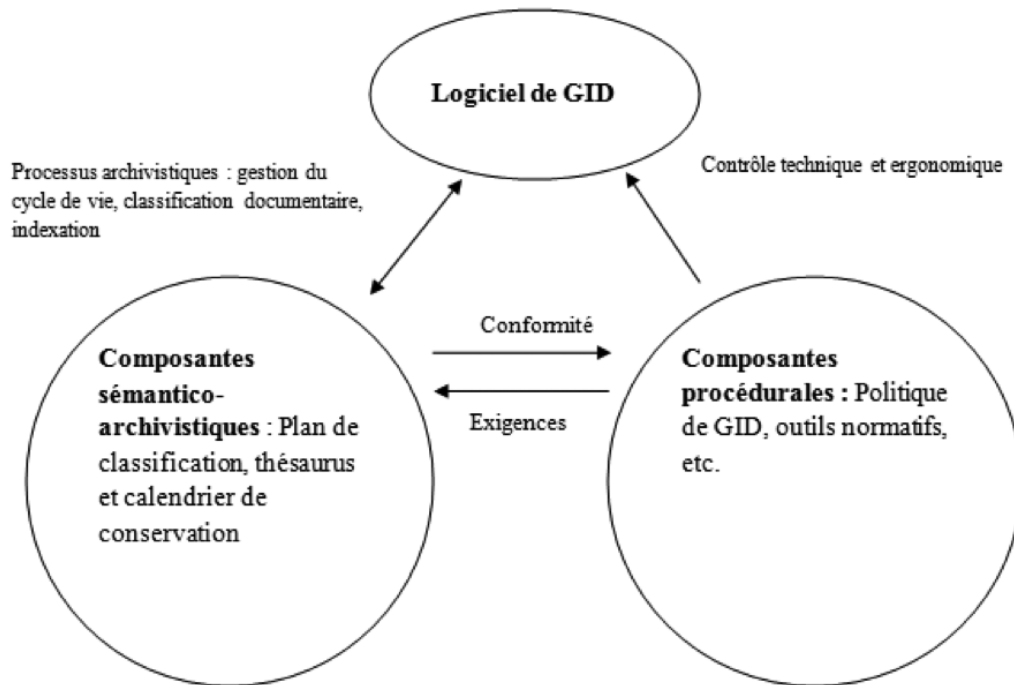 Logiciel de GID
Processus archivistiques : gestion du
cycle de vie, classification documentaire,
indexation
Contrôle technique et ergonomique
Conformité
Exigences
Composantes
sémantico-
archivistiques : Plan de
classification, thésaurus
et calendrier de
conservation
Composantes
procédurales : Politique
de GID, outils normatifs,
etc.